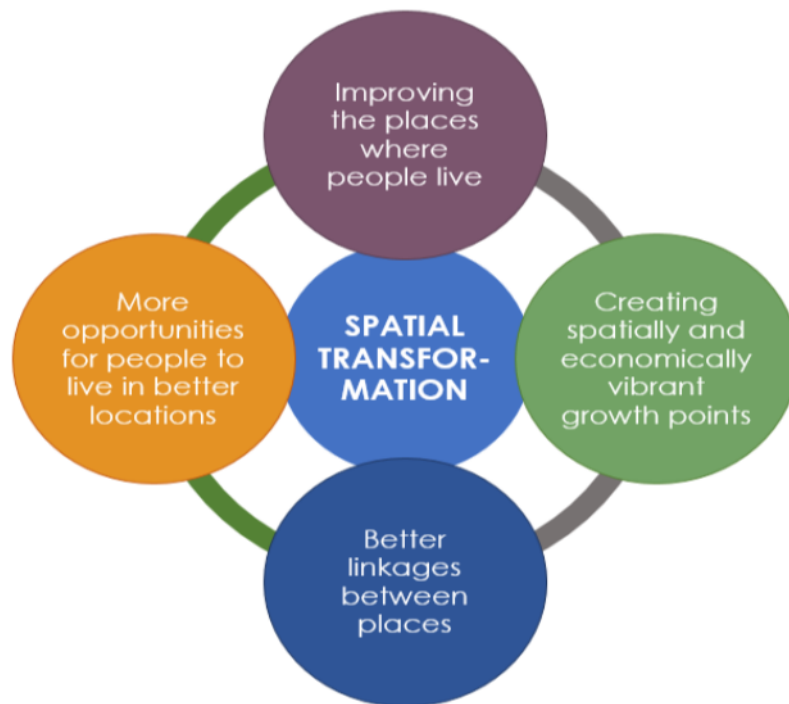 Improving
the places
where
people live
More
opportunities
for people to
live in better
locations
SPATIAL
TRANSFOR-
MATION
Creating
spatially and
economically
vibrant
growth points
Better
linkages
between
places